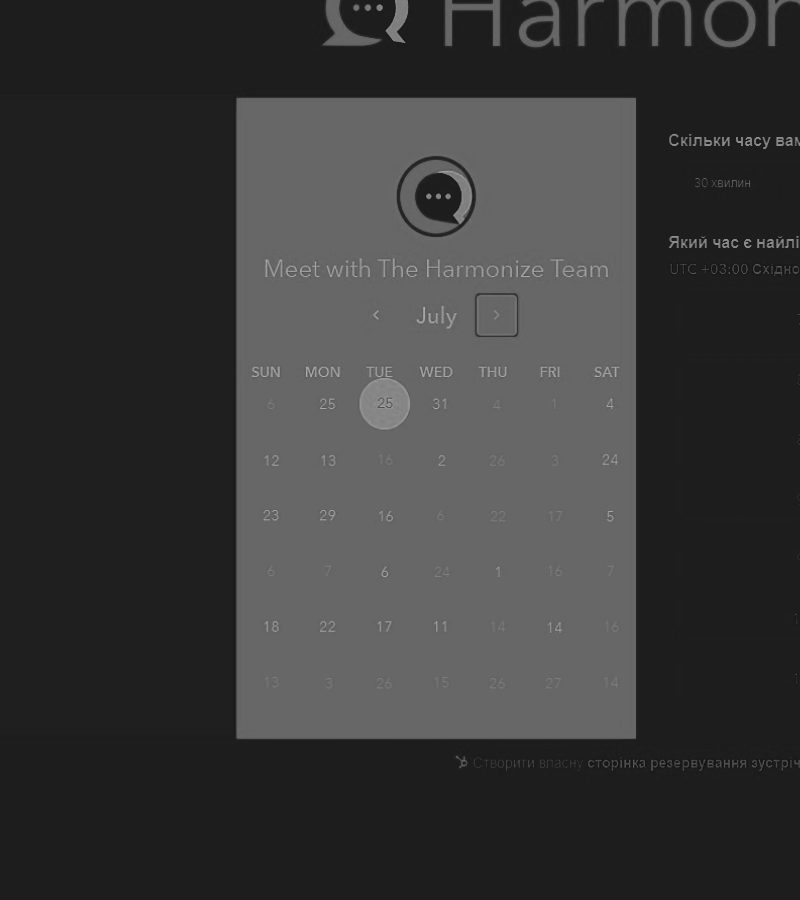 Harmon
Meet with The Harmonize Team
July
SUN MON TUE WED THU FRI SAT
6 25 25 31 4 1 4
12 13 16 2 26 3 24
23 29 16 6 22 17 5
6 7 6 24 1 16 7
18 22 17 11 14 14 16
13 3 26 15 26 27 14
Скільки часу вам
30 хвилин
Який час є найлі
UTC +03:00 Східно
Створити власну сторінка резервування зустріч